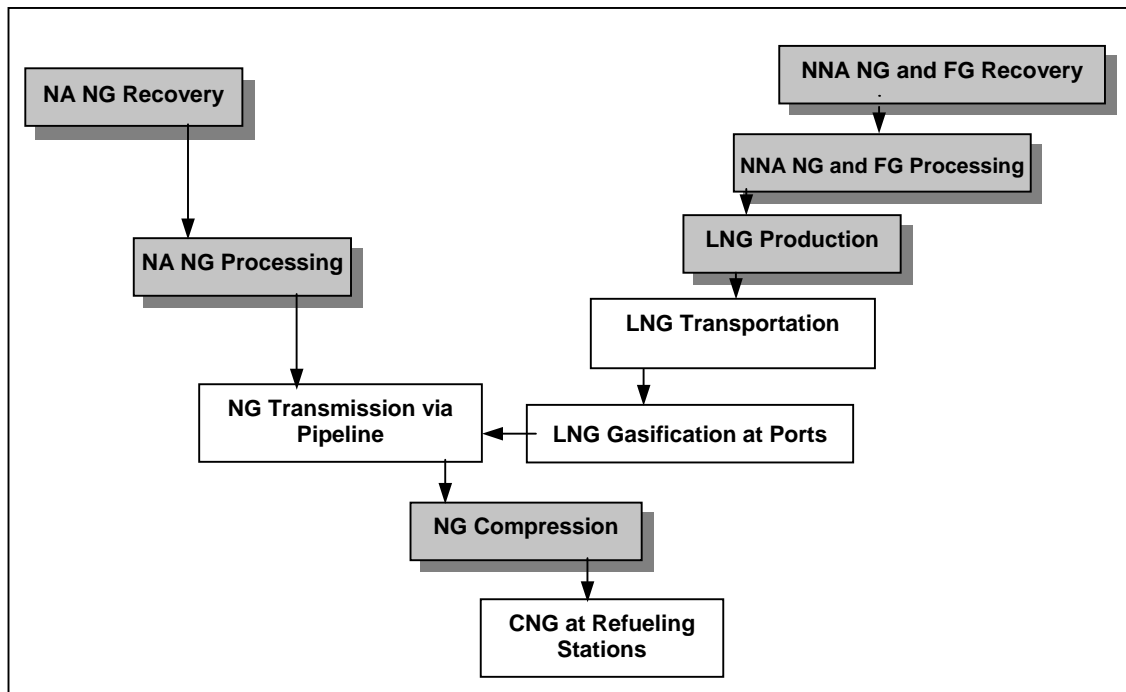 NA NG Recovery
NNA NG and FG Recovery
NNA NG and FG Processing
LNG Production
NA NG Processing
LNG Transportation
NG Transmission via
Pipeline
LNG Gasification at Ports
NG Compression
CNG at Refueling
Stations